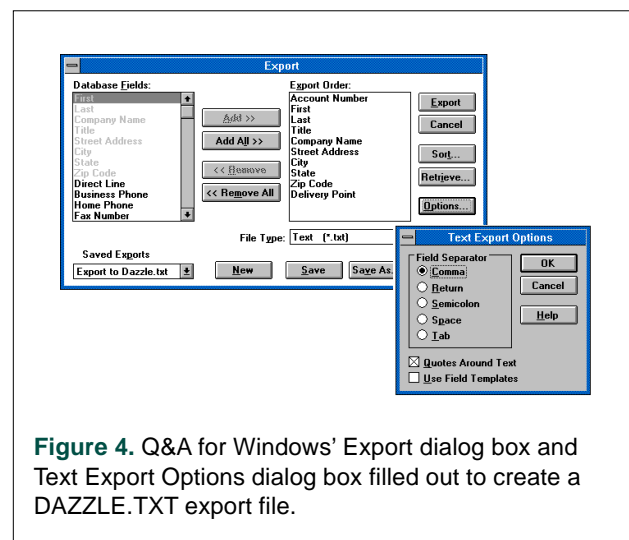 Export
Database Fields:
First
Last
Company Name
Title
Street Address
City
State
Zip Code
Direct Line
Business Phone
Home Phone
Fax Number
Add >>
Add All >>
<< Remove
<< Remove All
Export Order:
Account Number
First
Last
Title
Company Name
Street Address
City
State
Zip Code
Delivery Point
Export
Cancel
Sort...
Retrieve...
Options...
File Type: Text (*.txt)
Saved Exports
Export to Dazzle.txt
New
Save
Save As.
Text Export Options
Field Separator
Comma
Return
Semicolon
Space
Tab
OK
Cancel
Help
Quotes Around Text
Use Field Templates
Figure 4. Q&A for Windows’ Export dialog box and
Text Export Options dialog box filled out to create a
DAZZLE.TXT export file.